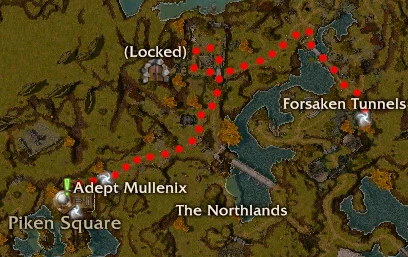 (Locked)
Forsaken Tunnels
Adept Mullenix
The Northlands
Piken Square